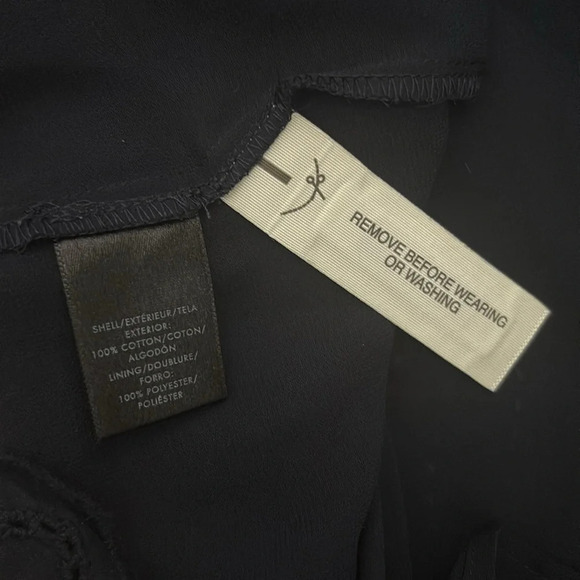 SHELL/EXTÉRIEUR/TELA
EXTERIOR:
100% COTTON/COTON/
ALGODÓN
LINING/DOUBLURE/
FORRO:
100% POLYESTER/
POLIÉSTER
REMOVE BEFORE WEARING
OR WASHING